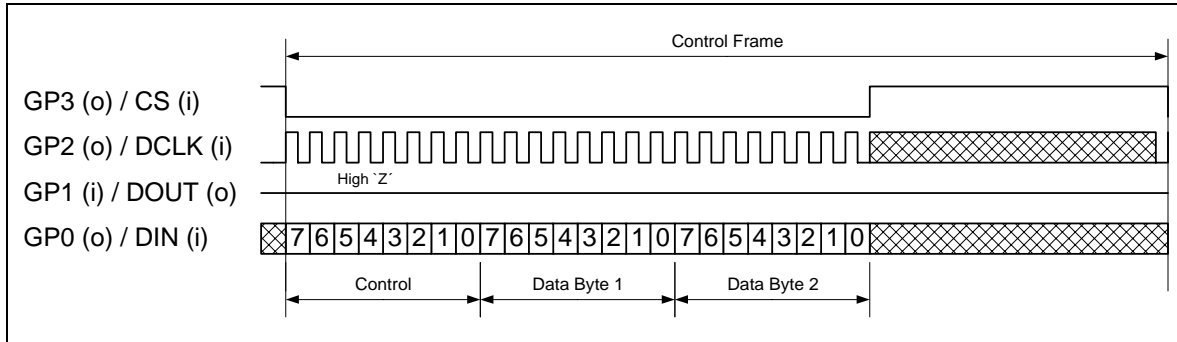 Control Frame
GP3 (o) / CS (i)
GP2 (o) / DCLK (i)
High `Z´
GP1 (i) / DOUT (o)
GP0 (o) / DIN (i)
7 6 5 4 3 2 1 0 7 6 5 4 3 2 1 0 7 6 5 4 3 2 1 0
Control Data Byte 1 Data Byte 2